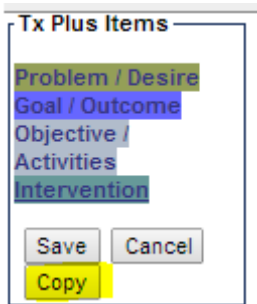 Tx Plus Items
Problem / Desire
Goal / Outcome
Objective /
Activities
Intervention
Save Cancel
Copy